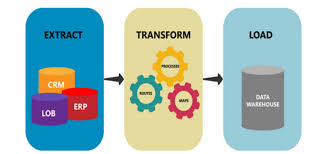 EXTRACT
CRM
ERP
LOB
TRANSFORM
PROCESSES
ROUTES
MAPS
LOAD
DATA
WAREHOUSE